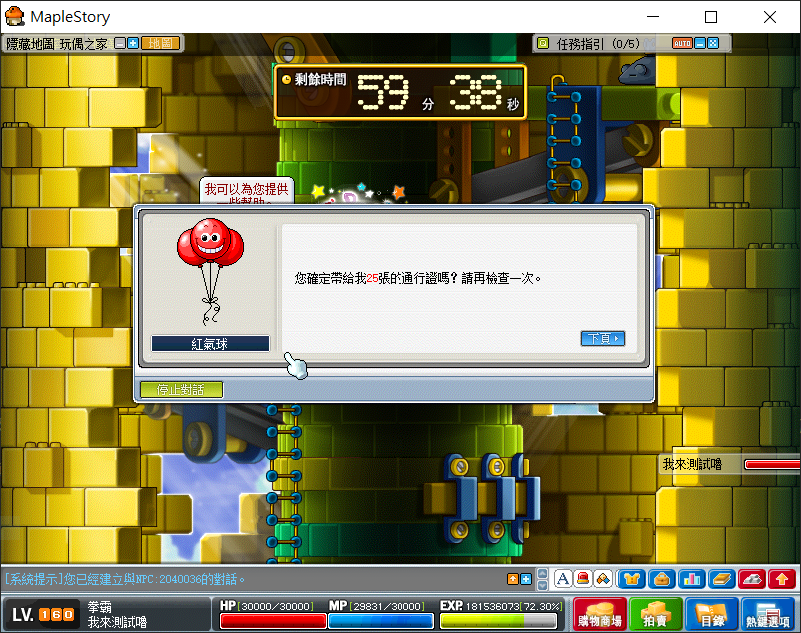 MapleStory
隱藏地圖 玩偶之家
地圖
任務指引 (0/5)
AUTO
剩餘時間 59 分 38 秒
我可以為您提供
一些幫助。
您確定帶給我25張的通行證嗎? 請再檢查一次。
下頁
紅氣球
停止對話
我來測試嚕
[系統提示]您已經建立與NPC:2040036的對話。
A
LV. 160
拳霸
我來測試嚕
HP[30000/30000]
MP[29831/30000]
EXP. 181536073[72.30%]
購物商場
拍賣
目錄
熱鍵選項